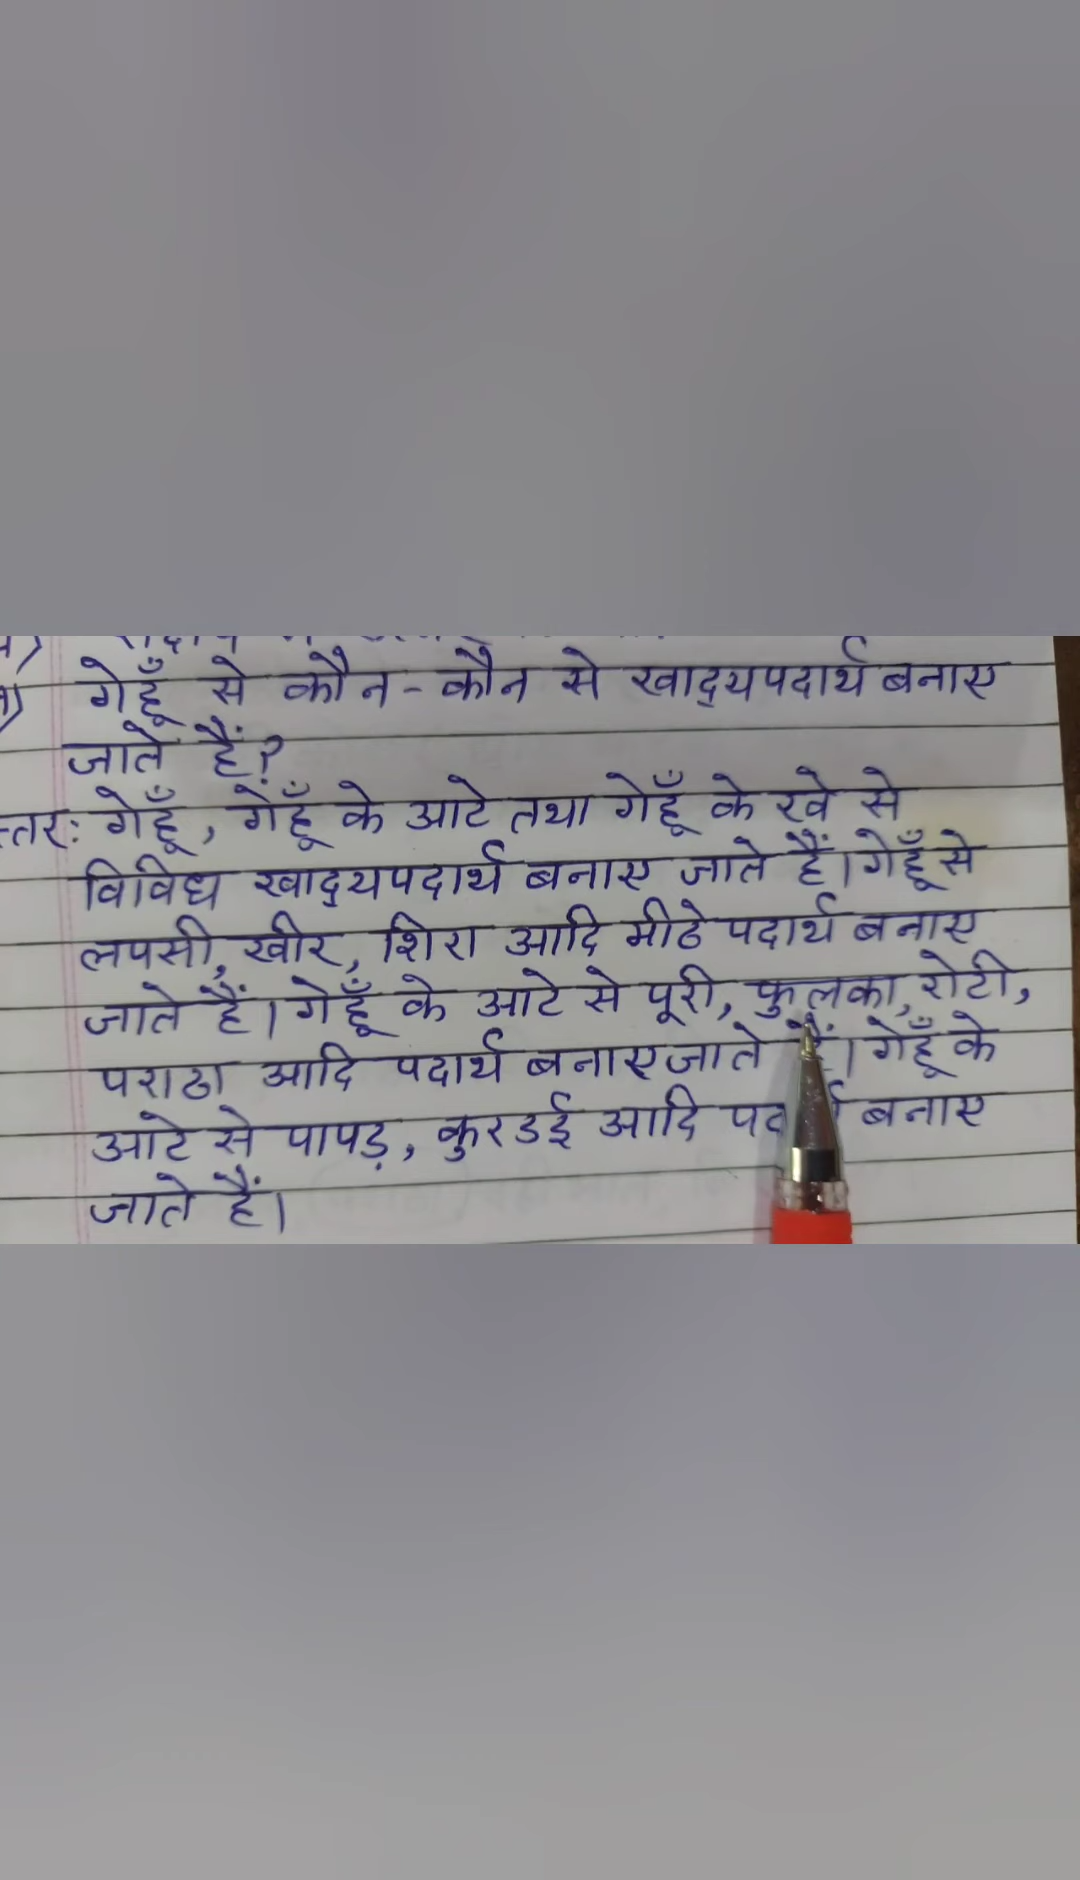 गेहूँ से कौन-कौन से खाद्यपदार्थ बनाए
जाते हैं?
त्तर: गेहूँ, गेहूँ के आटे तथा गेहूँ के रवे से
विविध खाद्यपदार्थ बनाए जाते हैं। गेहूँ से
लपसी, खीर, शिरा आदि मीठे पदार्थ बनाए
जाते हैं। गेहूँ के आटे से पूरी, फुलका, रोटी,
पराठा आदि पदार्थ बनाए जाते हैं। गेहूँ के
आटे से पापड़, कुरडई आदि बनाए
जाते हैं।